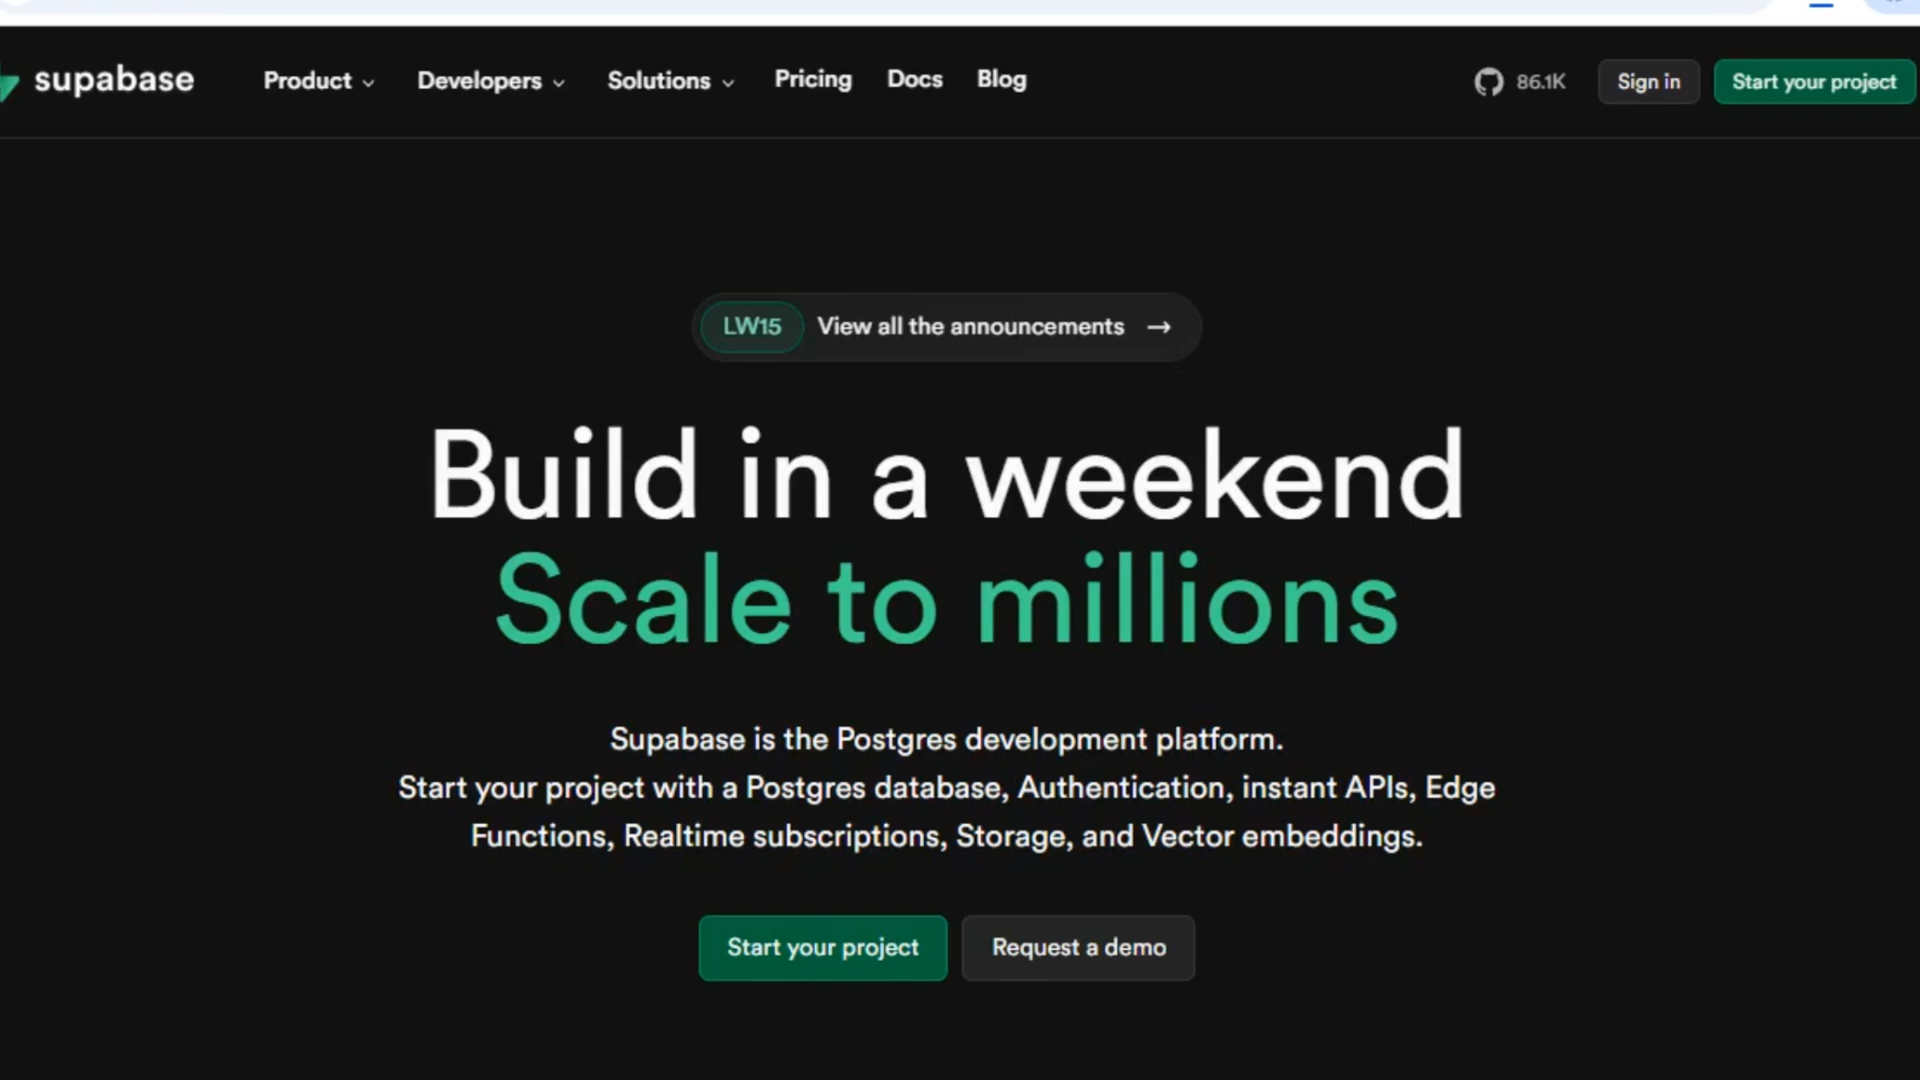 supabase Product Developers Solutions Pricing Docs Blog 86.1K Sign in Start your project
LW15 View all the announcements →
Build in a weekend
Scale to millions
Supabase is the Postgres development platform.
Start your project with a Postgres database, Authentication, instant APIs, Edge
Functions, Realtime subscriptions, Storage, and Vector embeddings.
Start your project Request a demo